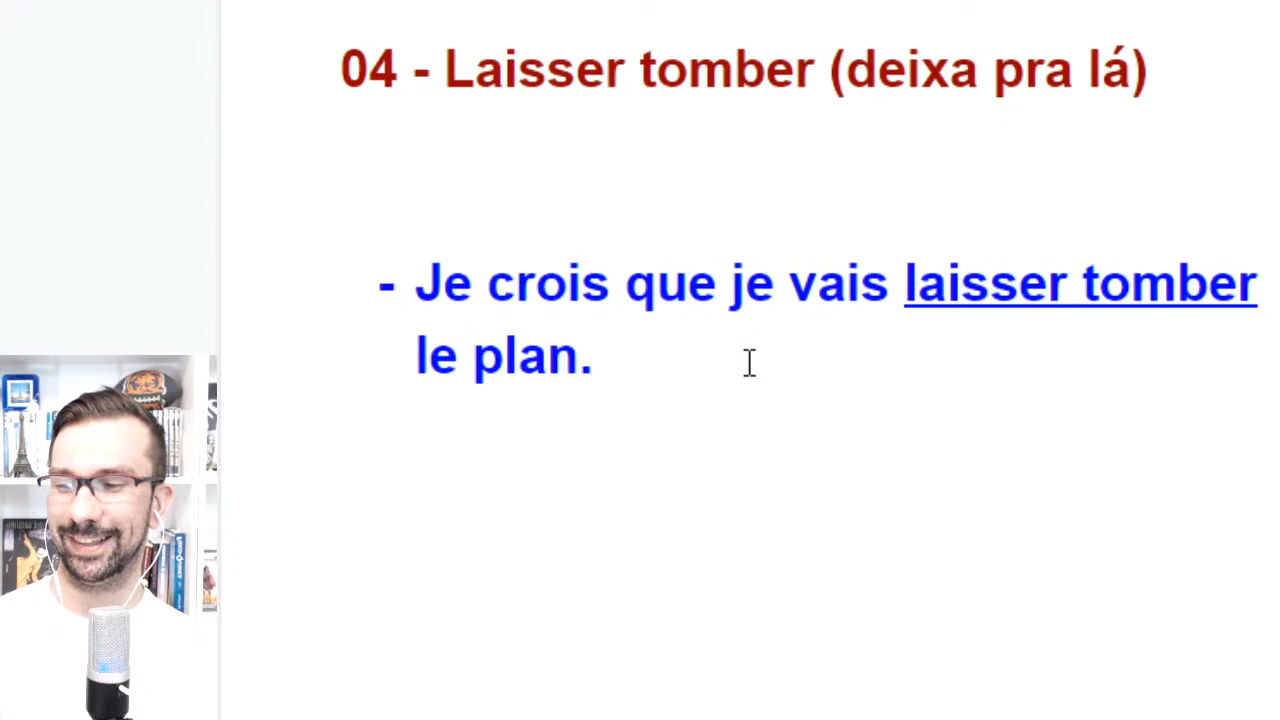 04 - Laisser tomber (deixa pra lá)
- Je crois que je vais laisser tomber
le plan.